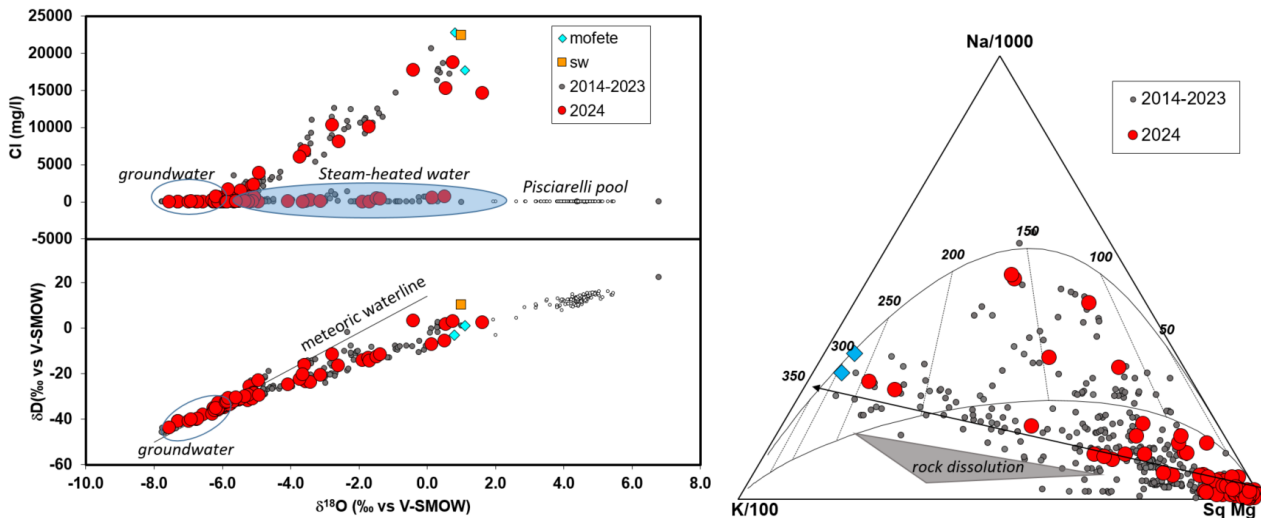 25000
20000
15000
10000
5000
0
-5000
Cl (mg/l)
mofete
sw
2014-2023
2024
groundwater
Steam-heated water
Pisciarelli pool
20
0
-20
-40
-60
δD(‰ vs V-SMOW)
meteoric waterline
groundwater
-10.0 -8.0 -6.0 -4.0 -2.0 0.0 2.0 4.0 6.0 8.0
δ18O (‰ vs V-SMOW)
Na/1000
2014-2023
2024
150
200
100
250
50
300
350
rock dissolution
K/100
Sq Mg